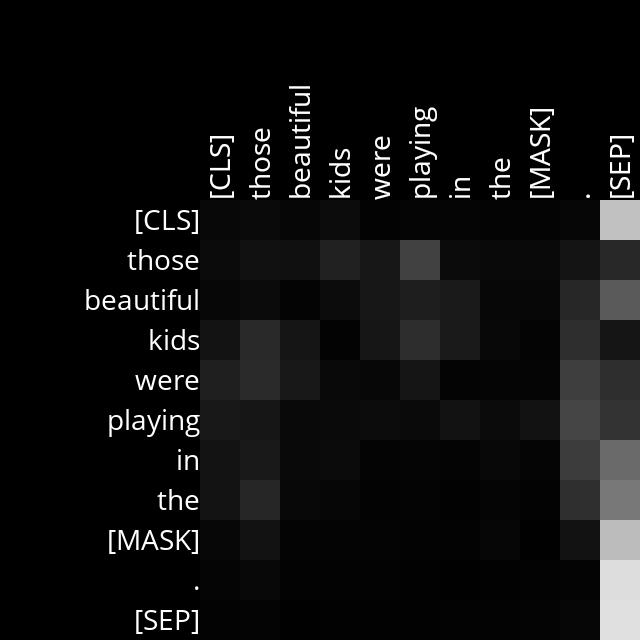 [CLS] those beautiful kids were playing in the [MASK] . [SEP]
[CLS]
those
beautiful
kids
were
playing
in
the
[MASK]
.
[SEP]